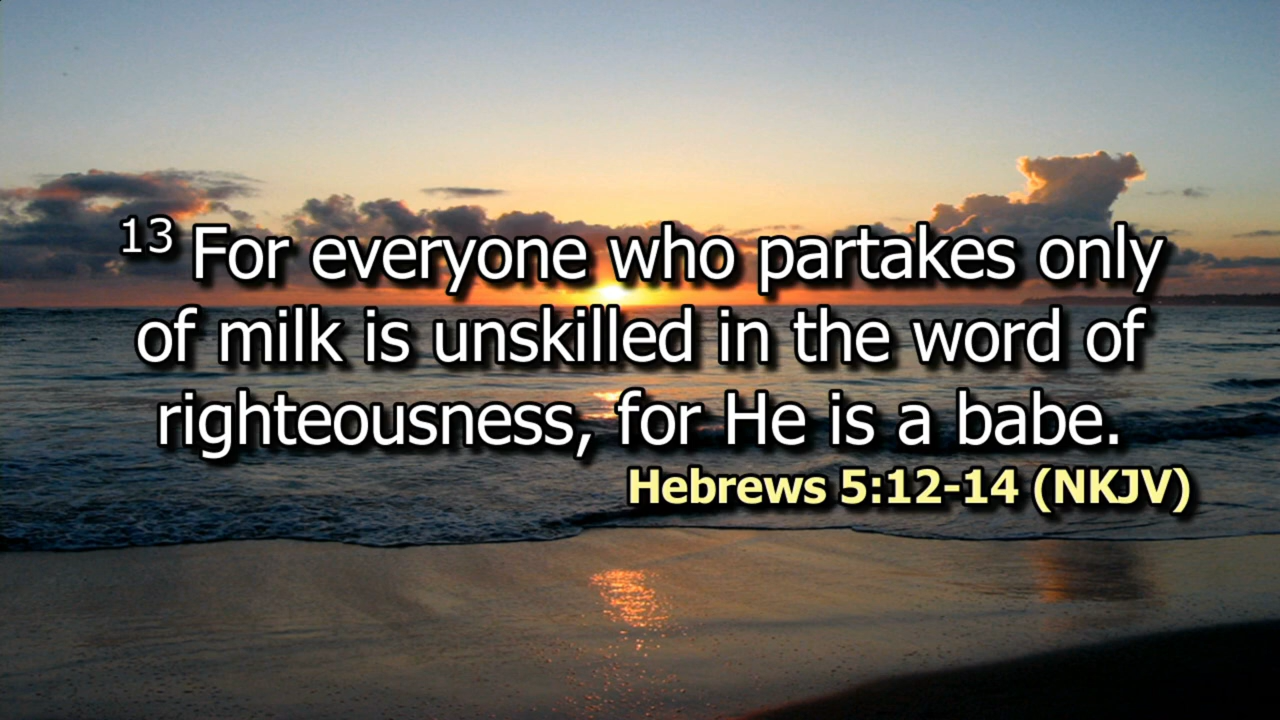 13 For everyone who partakes only
of milk is unskilled in the word of
righteousness, for He is a babe.
Hebrews 5:12-14 (NKJV)